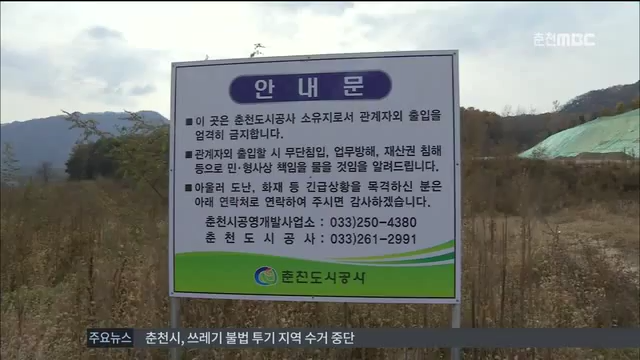 춘천MBC
안내문
■ 이 곳은 춘천도시공사 소유지로서 관계자외 출입을
엄격히 금지합니다.
■ 관계자외 출입할 시 무단침입, 업무방해, 재산권 침해
등으로 민·형사상 책임을 물을 것임을 알려드립니다.
■ 아울러 도난, 화재 등 긴급상황을 목격하신 분은
아래 연락처로 연락하여 주시면 감사하겠습니다.
춘천시공영개발사업소 : 033)250-4380
춘천도시공사 : 033)261-2991
춘천도시공사
주요뉴스 춘천시, 쓰레기 불법 투기 지역 수거 중단